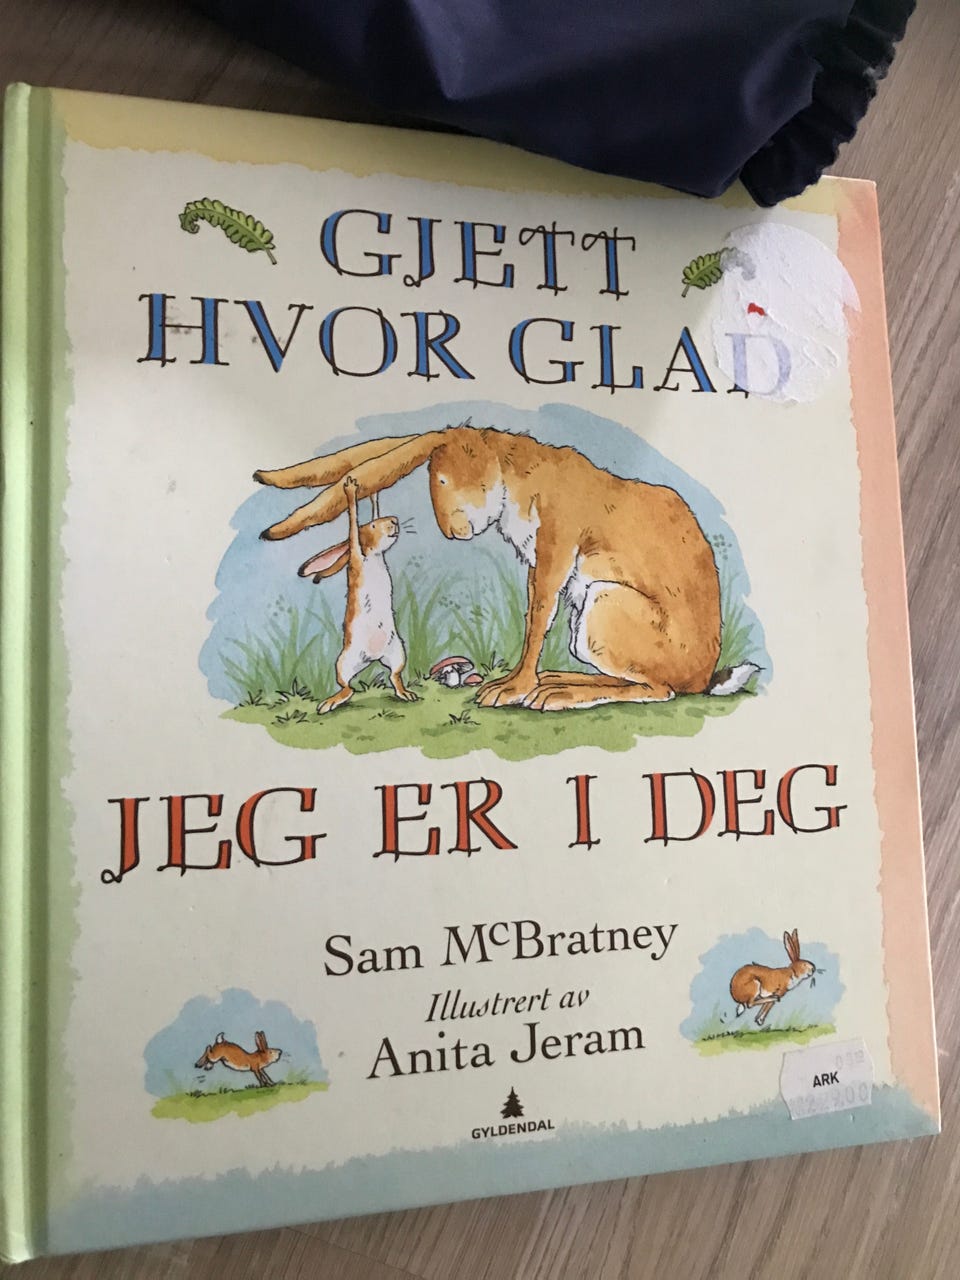 GJETT
HVOR GLAD
JEG ER I DEG
Sam McBratney
Illustrert av
Anita Jeram
GYLDENDAL
ARK